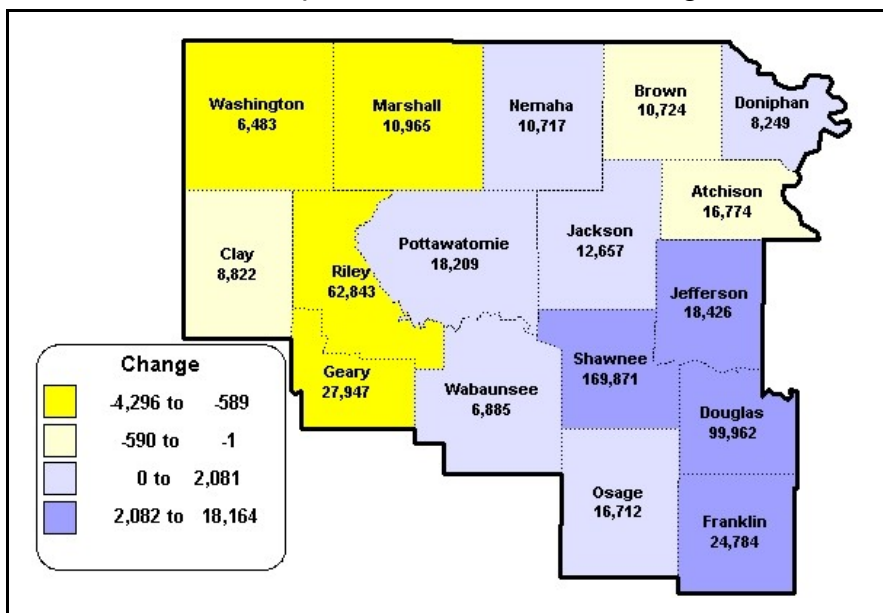 Washington
6,483
Marshall
10,965
Nemaha
10,717
Brown
10,724
Doniphan
8,249
Atchison
16,774
Clay
8,822
Riley
62,843
Pottawatomie
18,209
Jackson
12,657
Jefferson
18,426
Geary
27,947
Wabaunsee
6,885
Shawnee
169,871
Douglas
99,962
Osage
16,712
Franklin
24,784
Change
-4,296 to -589
-590 to -1
0 to 2,081
2,082 to 18,164